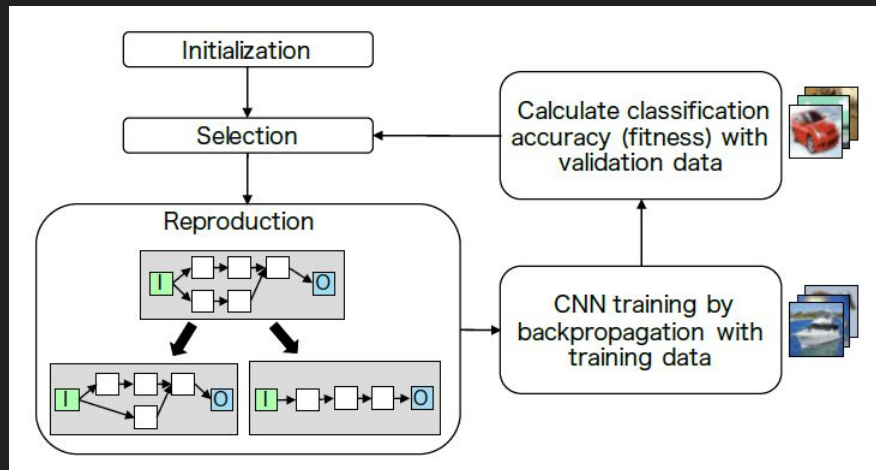 Initialization
Selection
Reproduction
I
O
I
O
I
O
Calculate classification
accuracy (fitness) with
validation data
CNN training by
backpropagation with
training data